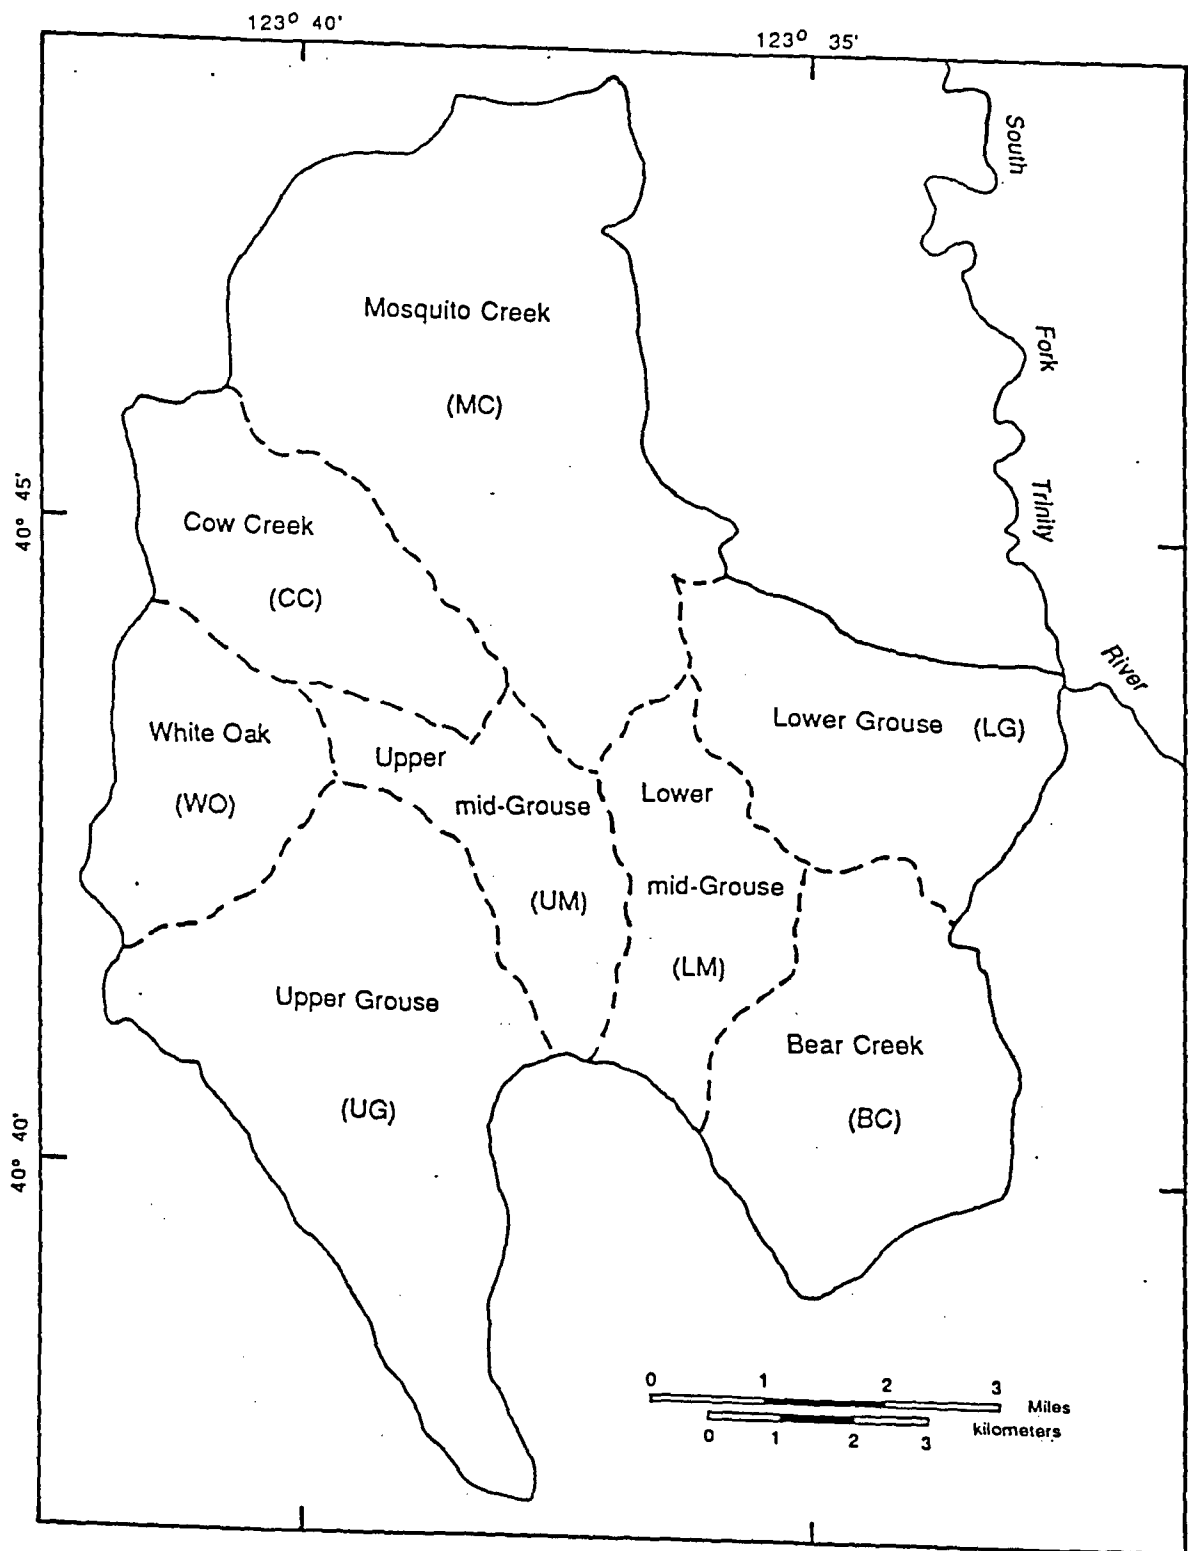 123° 40'
123° 35'
South
Fork
Trinity
River
Mosquito Creek
(MC)
40° 45'
Cow Creek
(CC)
White Oak
(WO)
Upper
mid-Grouse
(UM)
Lower
mid-Grouse
(LM)
Lower Grouse (LG)
Upper Grouse
(UG)
Bear Creek
(BC)
40° 40'
0 1 2 3
Miles
kilometers
0 1 2 3